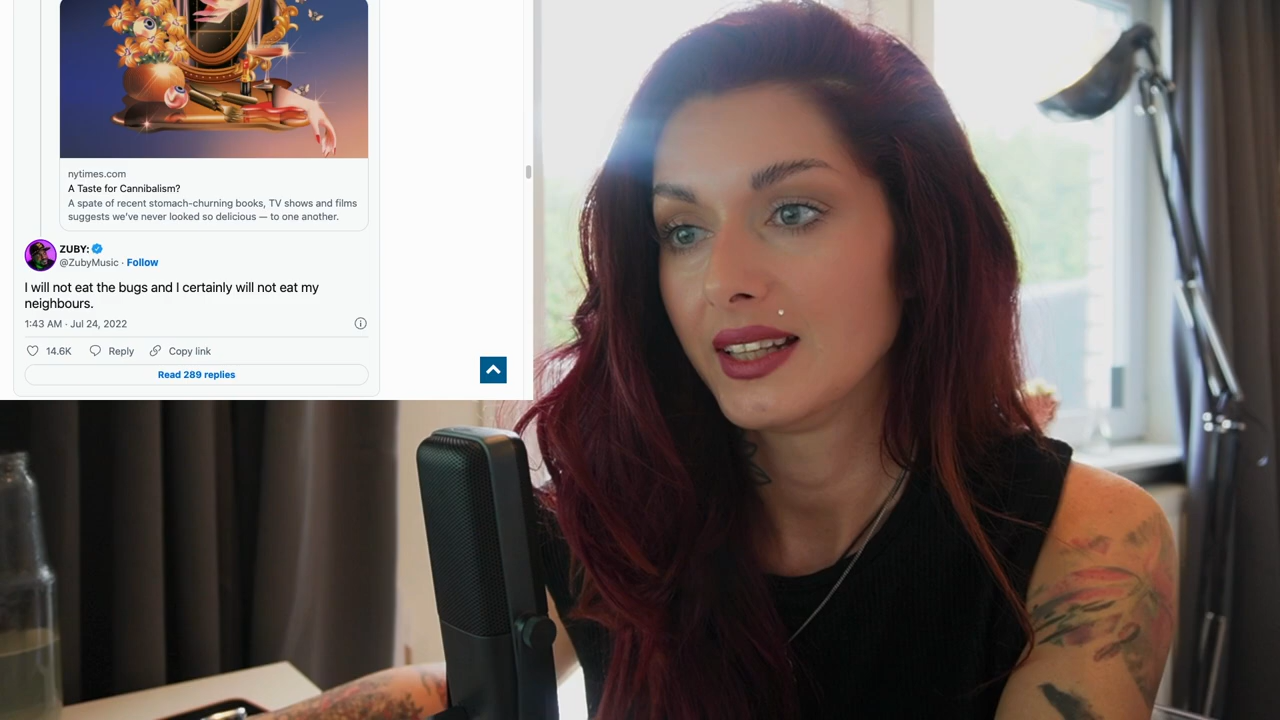 nytimes.com
A Taste for Cannibalism?
A spate of recent stomach-churning books, TV shows and films
suggests we've never looked so delicious — to one another.
ZUBY:
@ZubyMusic · Follow
I will not eat the bugs and I certainly will not eat my
neighbours.
1:43 AM · Jul 24, 2022
14.6K Reply Copy link
Read 289 replies